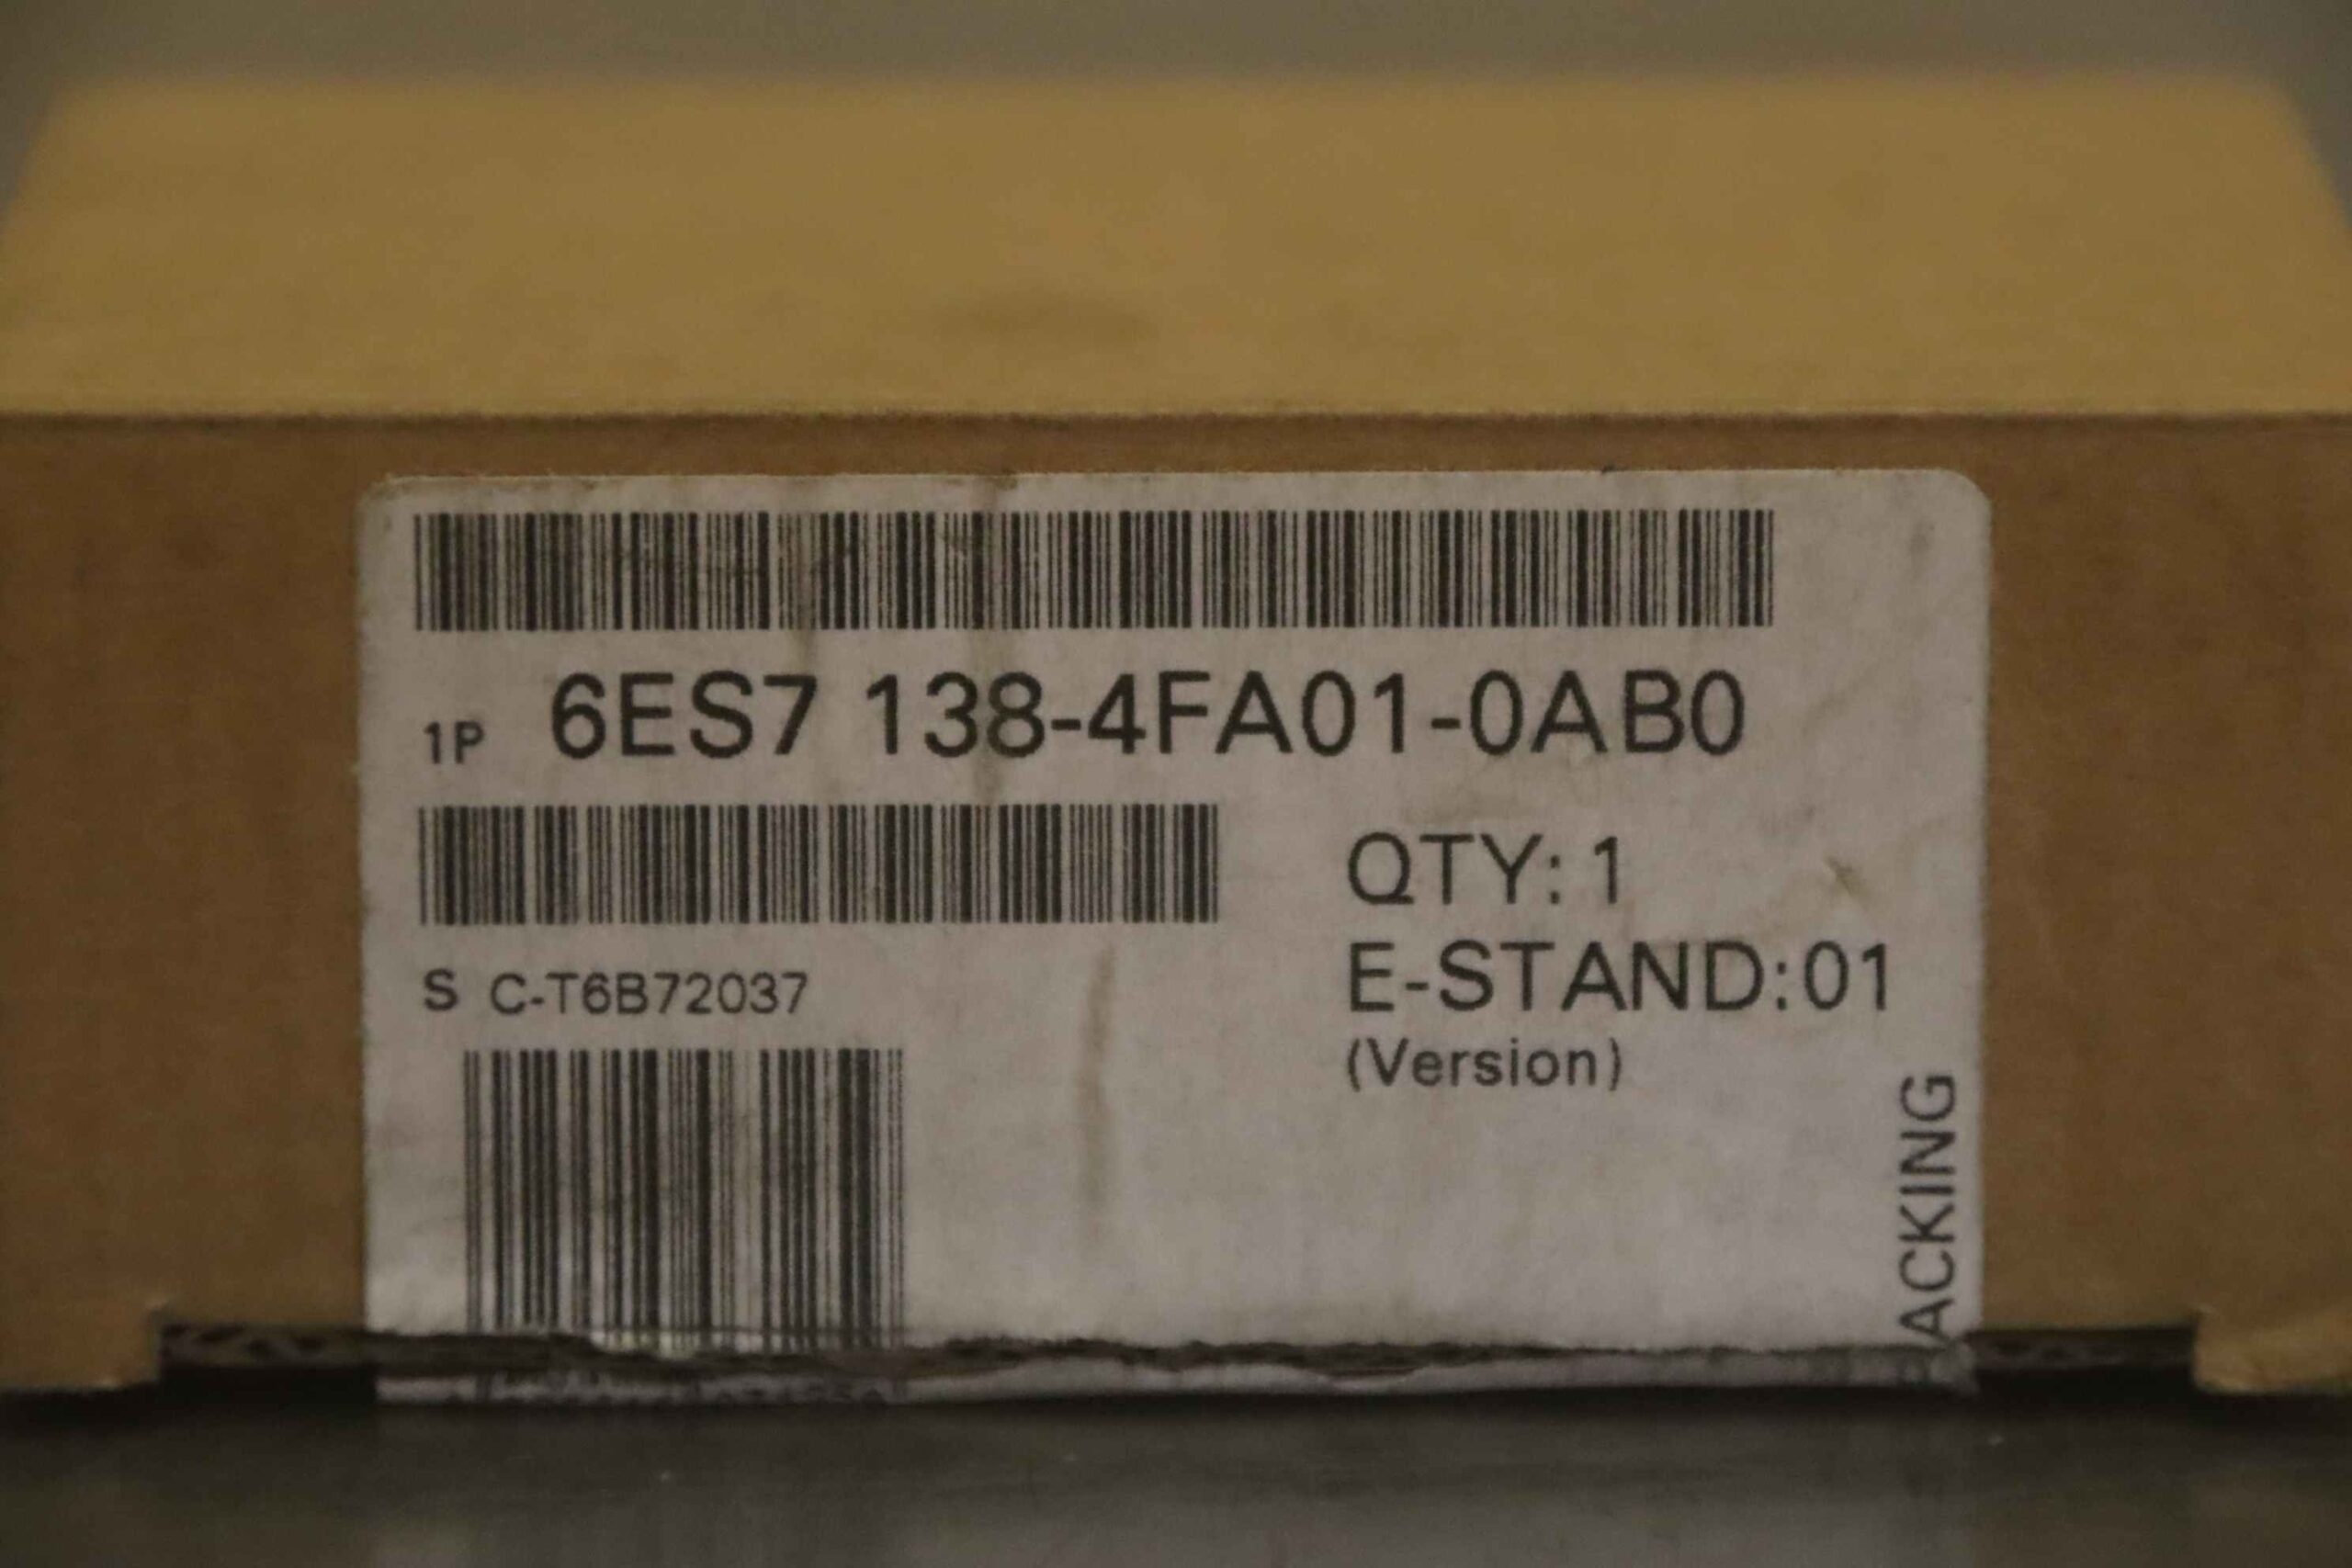 1P 6ES7 138-4FA01-0AB0
QTY: 1
S C-T6B72037
E-STAND:01
(Version)
ACKING